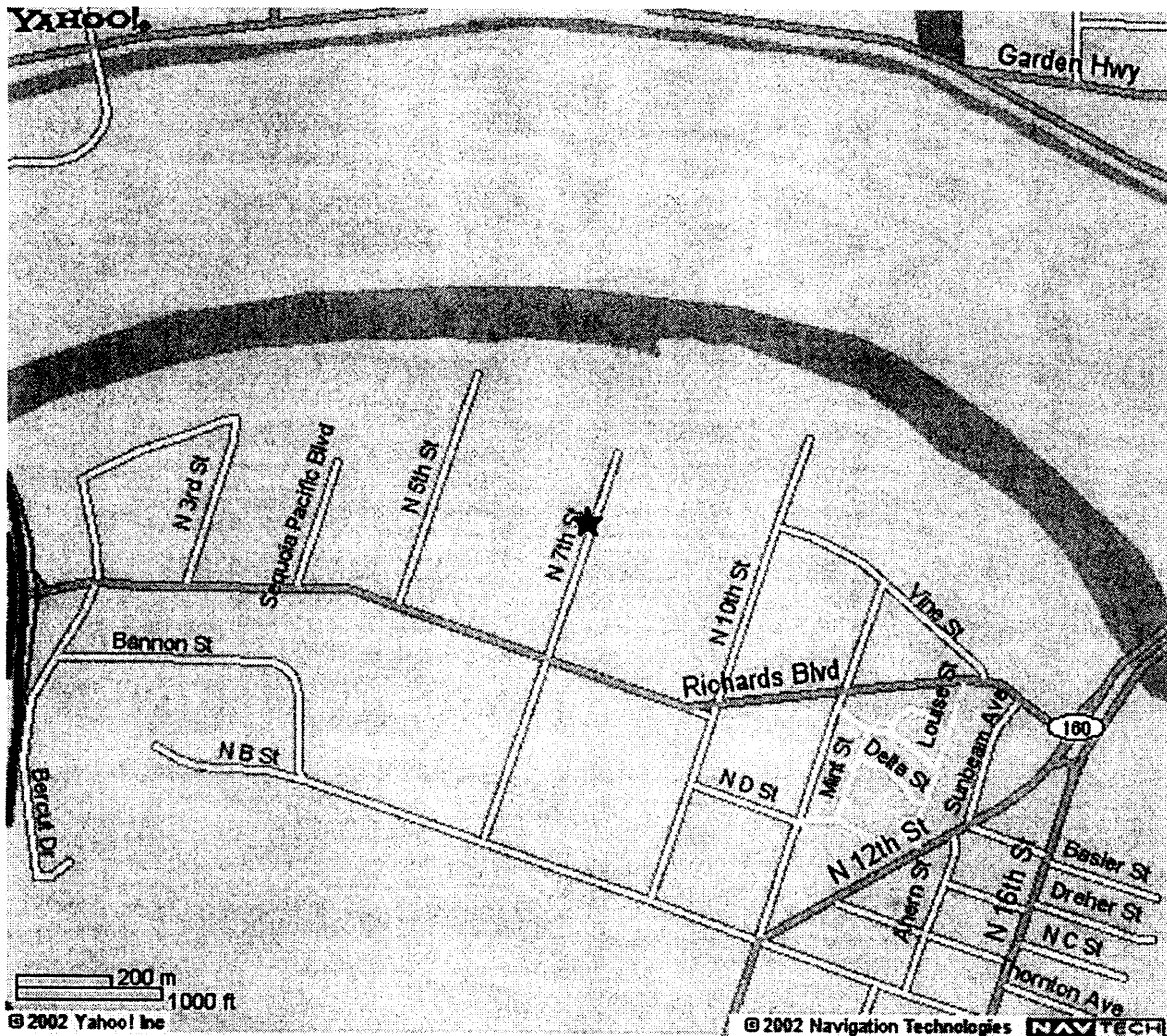 YAHOO!
Garden Hwy
N 3rd St
Sequoia Pacific Blvd
N 5th St
N 7th St
N 10th St
Vine St
Bannon St
Richards Blvd
Louise St
160
Sunbeam Ave
N B St
N D St
Mint St
Delta St
Bercut Dr
N 12th St
Ahern St
N 16th S
Basler St
Dreher St
N C St
Thornton Ave
200 m
1000 ft
© 2002 Yahoo! Inc
© 2002 Navigation Technologies NAVTECH